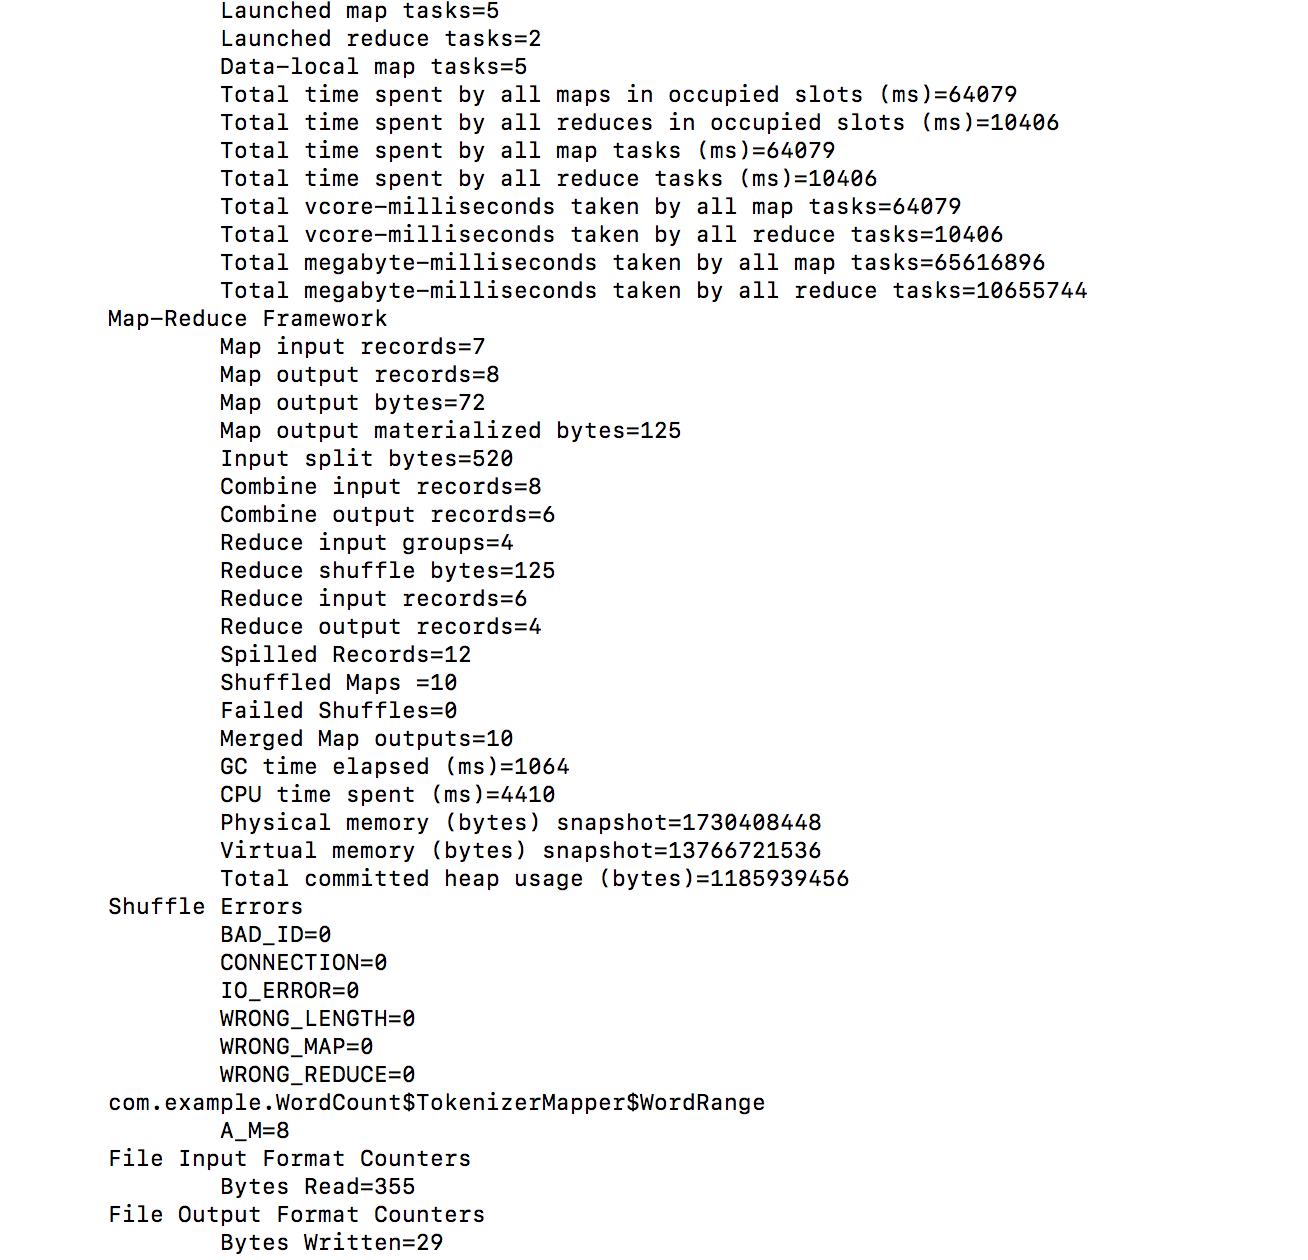 Launched map tasks=5
Launched reduce tasks=2
Data-local map tasks=5
Total time spent by all maps in occupied slots (ms)=64079
Total time spent by all reduces in occupied slots (ms)=10406
Total time spent by all map tasks (ms)=64079
Total time spent by all reduce tasks (ms)=10406
Total vcore-milliseconds taken by all map tasks=64079
Total vcore-milliseconds taken by all reduce tasks=10406
Total megabyte-milliseconds taken by all map tasks=65616896
Total megabyte-milliseconds taken by all reduce tasks=10655744
Map-Reduce Framework
Map input records=7
Map output records=8
Map output bytes=72
Map output materialized bytes=125
Input split bytes=520
Combine input records=8
Combine output records=6
Reduce input groups=4
Reduce shuffle bytes=125
Reduce input records=6
Reduce output records=4
Spilled Records=12
Shuffled Maps =10
Failed Shuffles=0
Merged Map outputs=10
GC time elapsed (ms)=1064
CPU time spent (ms)=4410
Physical memory (bytes) snapshot=1730408448
Virtual memory (bytes) snapshot=13766721536
Total committed heap usage (bytes)=1185939456
Shuffle Errors
BAD_ID=0
CONNECTION=0
IO_ERROR=0
WRONG_LENGTH=0
WRONG_MAP=0
WRONG_REDUCE=0
com.example.WordCount$TokenizerMapper$WordRange
A_M=8
File Input Format Counters
Bytes Read=355
File Output Format Counters
Bytes Written=29